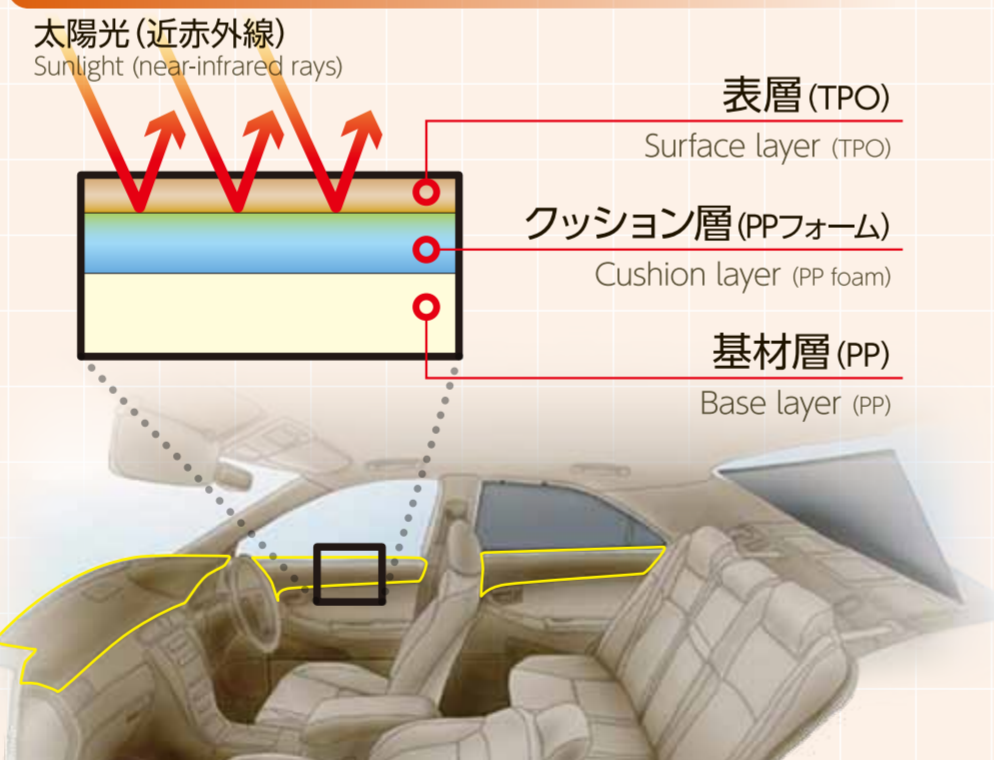 太陽光(近赤外線)
Sunlight (near-infrared rays)
表層(TPO)
Surface layer (TPO)
クッション層(PPフォーム)
Cushion layer (PP foam)
基材層(PP)
Base layer (PP)